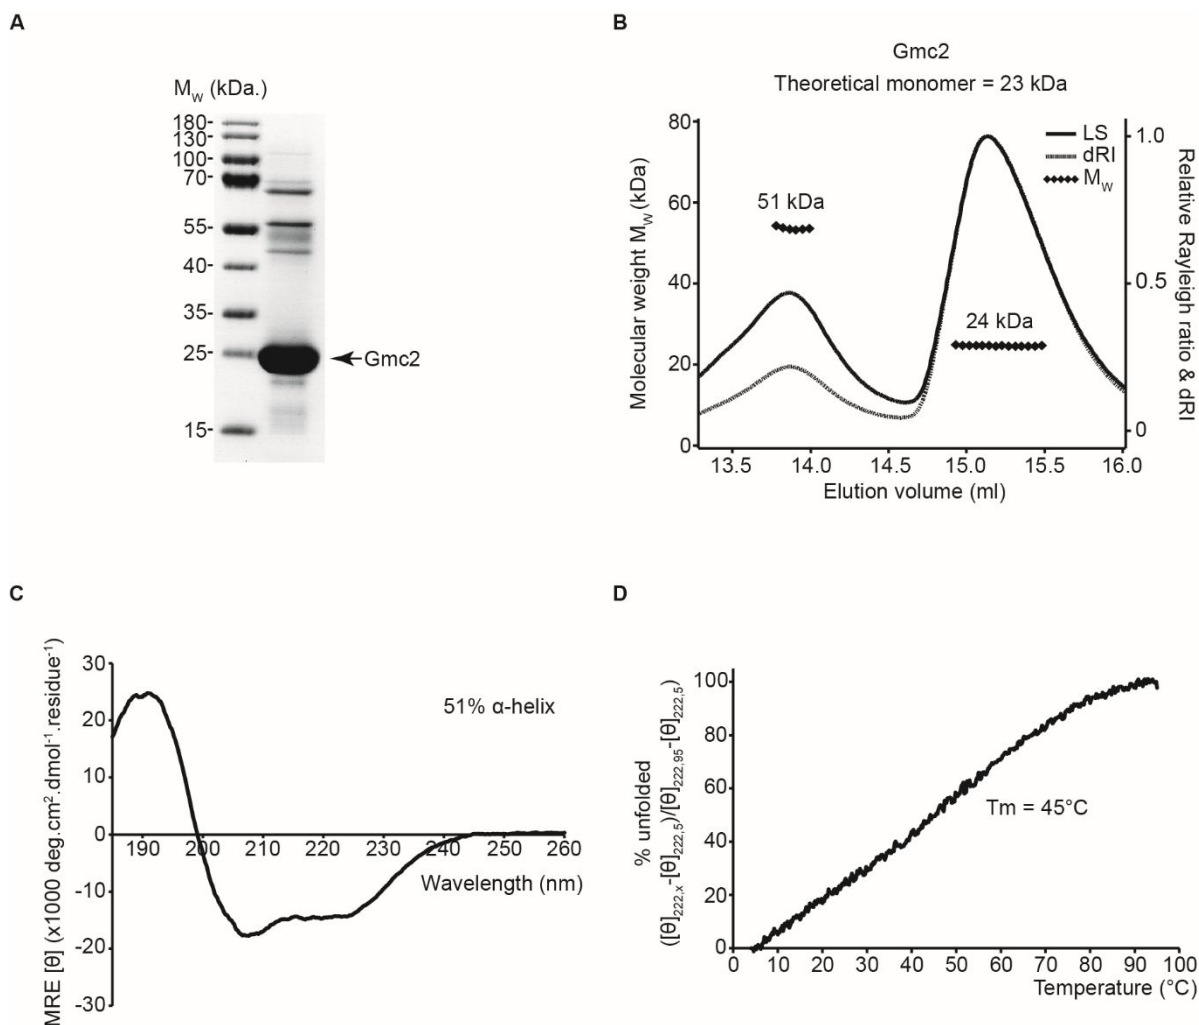 A
M_W (kDa.)
180-
130-
100-
70-
55-
40-
35-
25-
15-
Gmc2
B
Gmc2
Theoretical monomer = 23 kDa
Molecular weight M_W (kDa)
80
60
40
20
0
51 kDa
24 kDa
LS
dRI
M_W
1.0
0.5
0
Relative Rayleigh ratio & dRI
13.5 14.0 14.5 15.0 15.5 16.0
Elution volume (ml)
C
MRE [θ] (x1000 deg.cm².dmol⁻¹.residue⁻¹)
30
20
10
0
-10
-20
-30
51% α-helix
190 200 210 220 230 240 250 260
Wavelength (nm)
D
% unfolded
([θ]222,x-[θ]222,5)/[θ]222,95-[θ]222,5)
100
80
60
40
20
0
Tm = 45°C
0 10 20 30 40 50 60 70 80 90 100
Temperature (°C)